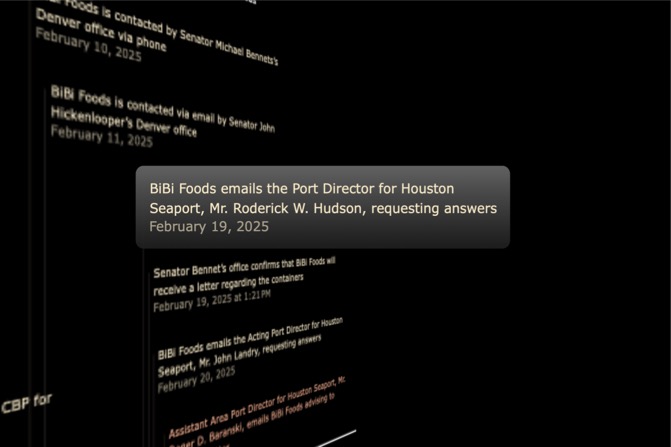 Foods is contacted by Senator Michael Bennets's
Denver office via phone
February 10, 2025
BiBi Foods is contacted via email by Senator John
Hickenlooper's Denver office
February 11, 2025
BiBi Foods emails the Port Director for Houston
Seaport, Mr. Roderick W. Hudson, requesting answers
February 19, 2025
Senator Bennet's office confirms that BiBi Foods will
receive a letter regarding the containers
February 19, 2025 at 1:21PM
BiBi Foods emails the Acting Port Director for Houston
Seaport, Mr. John Landry, requesting answers
February 20, 2025
CBP for
Assistant Area Port Director for Houston Seaport, Mr.
D. Baranski, emails BiBi Foods advising to